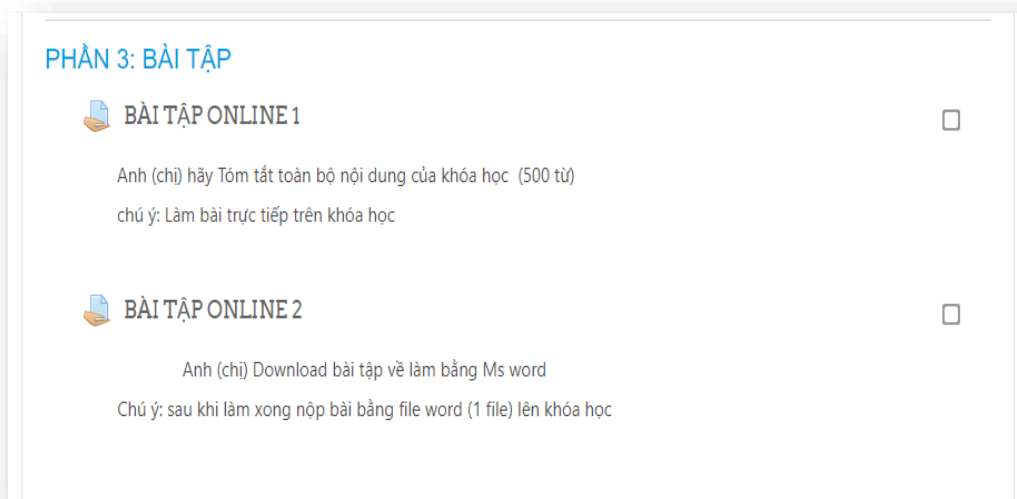 PHẦN 3: BÀI TẬP
BÀI TẬP ONLINE 1
Anh (chị) hãy Tóm tắt toàn bộ nội dung của khóa học (500 từ)
chú ý: Làm bài trực tiếp trên khóa học
BÀI TẬP ONLINE 2
Anh (chị) Download bài tập về làm bằng Ms word
Chú ý: sau khi làm xong nộp bài bằng file word (1 file) lên khóa học